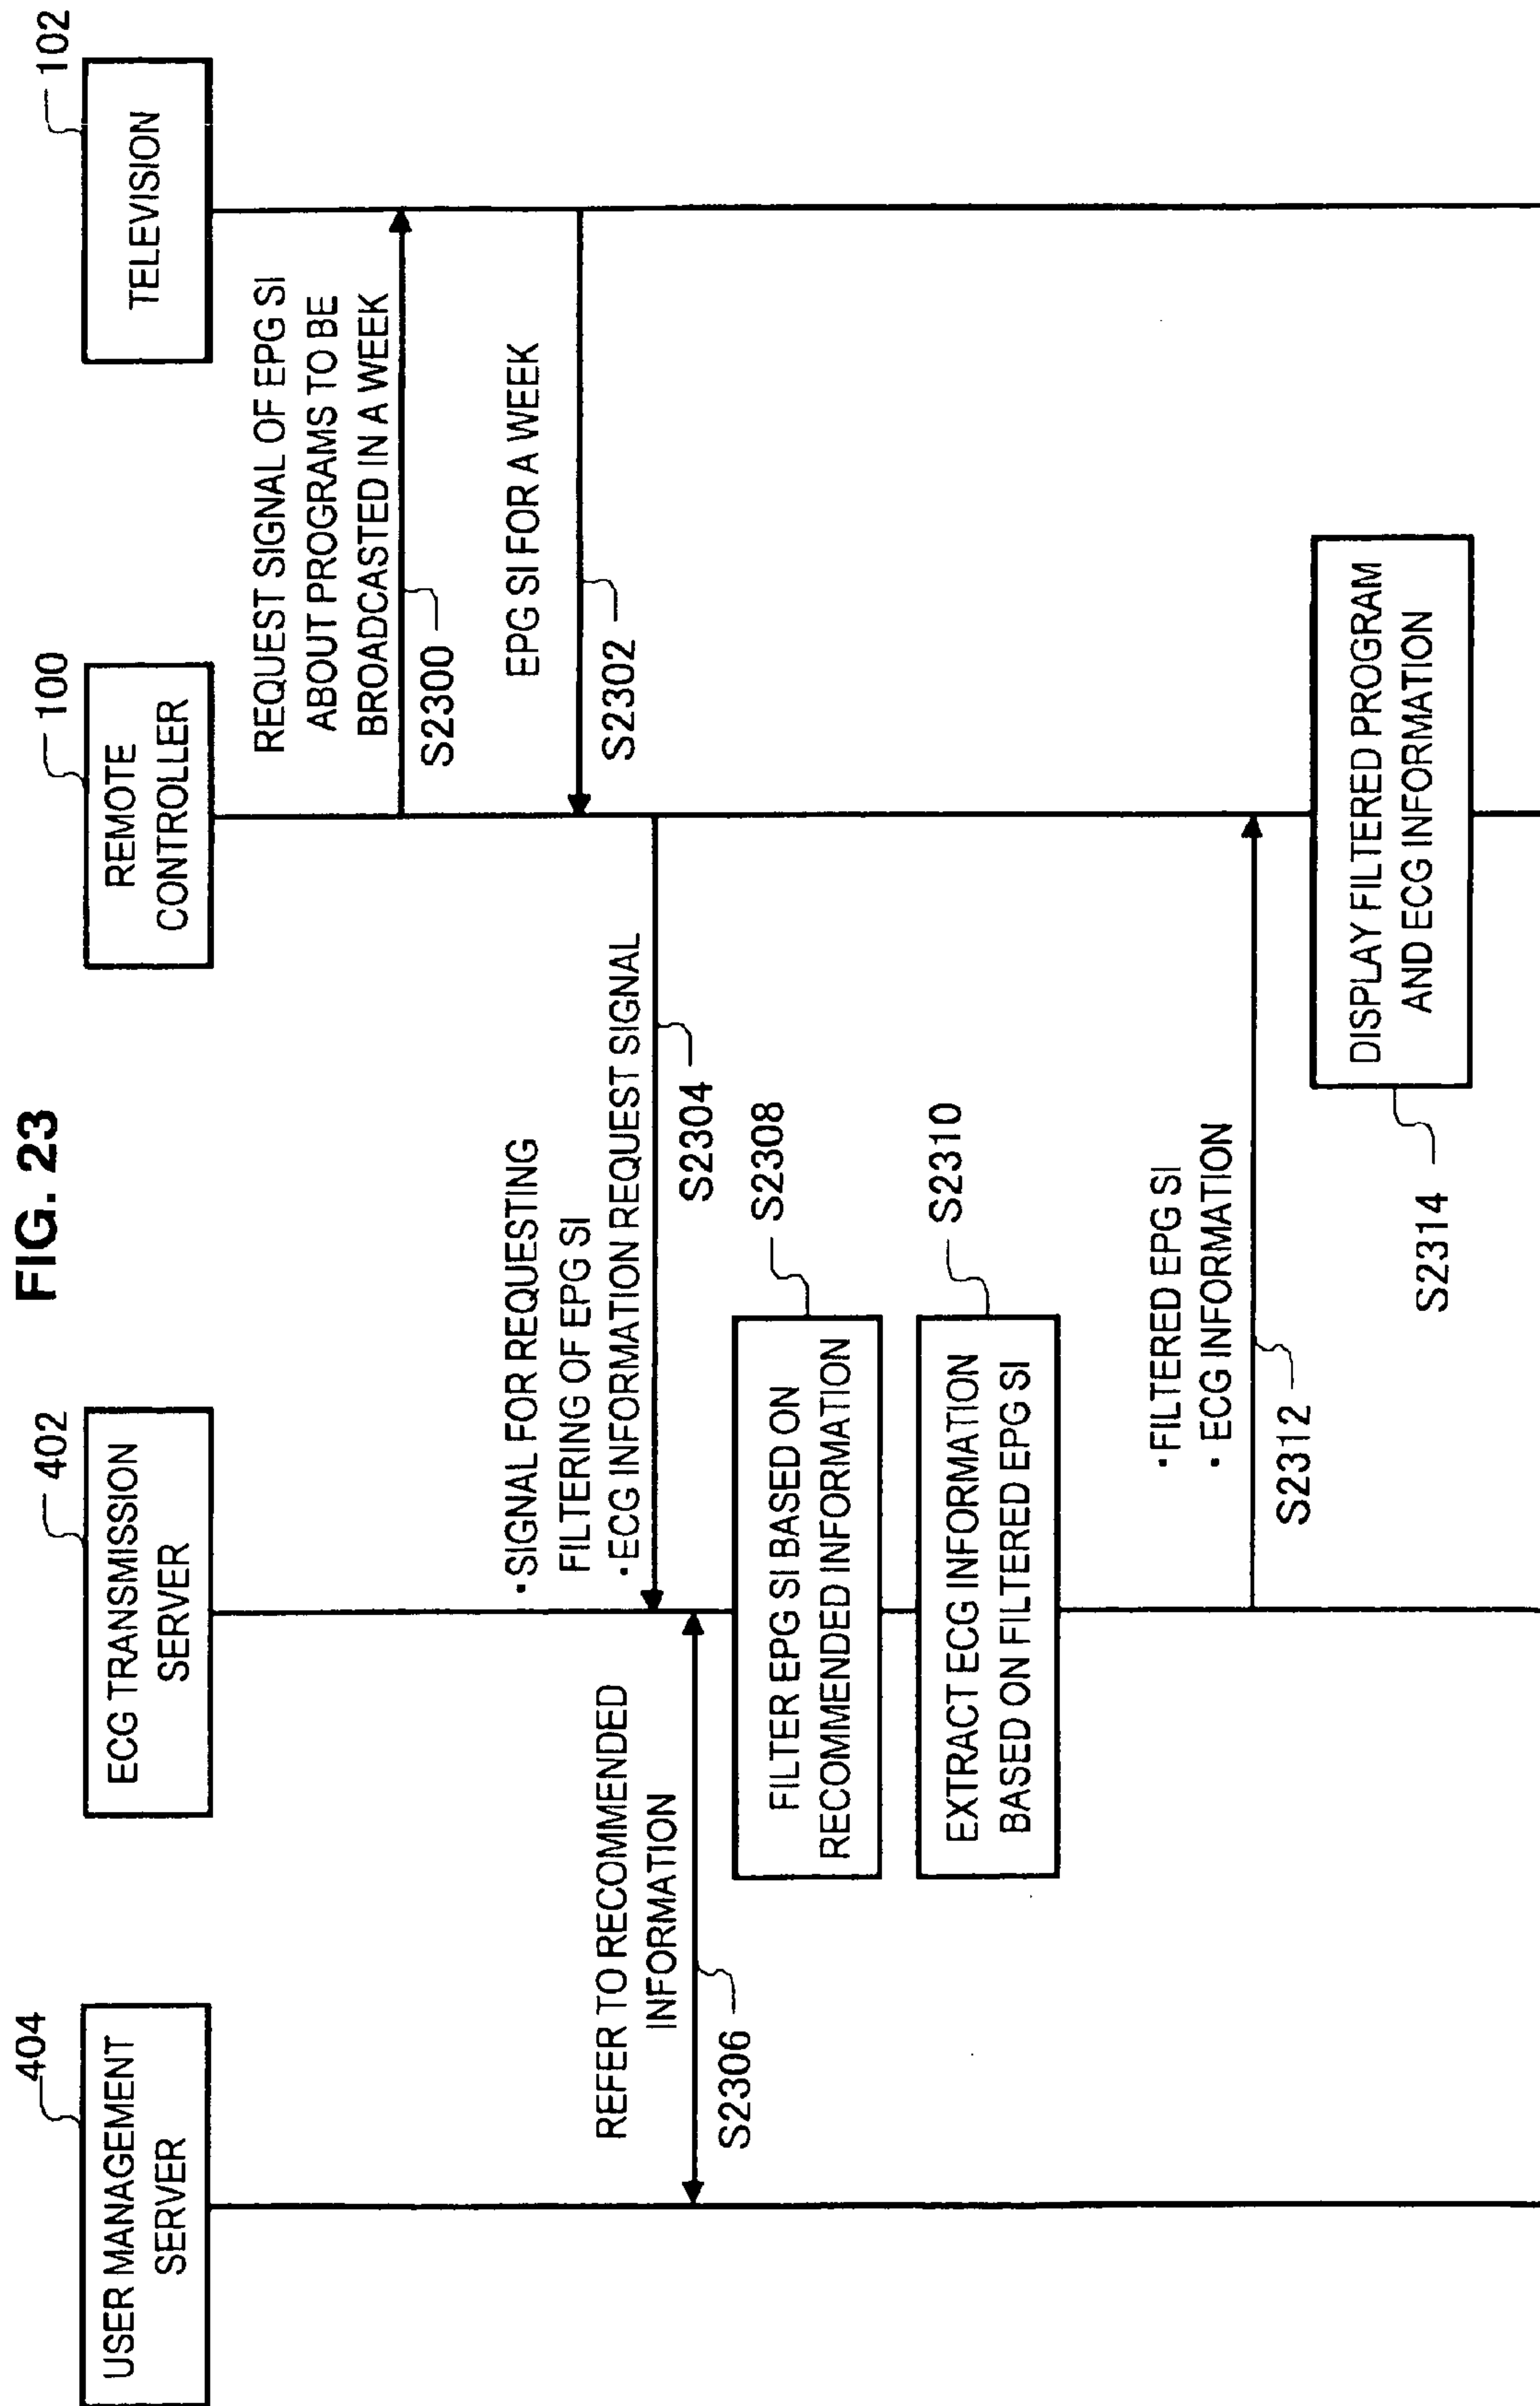 FIG. 23
404
USER MANAGEMENT
SERVER
402
ECG TRANSMISSION
SERVER
100
REMOTE
CONTROLLER
102
TELEVISION
REQUEST SIGNAL OF EPG SI
ABOUT PROGRAMS TO BE
BROADCASTED IN A WEEK
S2300
EPG SI FOR A WEEK
S2302
·SIGNAL FOR REQUESTING
FILTERING OF EPG SI
·ECG INFORMATION REQUEST SIGNAL
S2304
REFER TO RECOMMENDED
INFORMATION
S2306
FILTER EPG SI BASED ON
RECOMMENDED INFORMATION
S2308
EXTRACT ECG INFORMATION
BASED ON FILTERED EPG SI
S2310
· FILTERED EPG SI
· ECG INFORMATION
S2312
DISPLAY FILTERED PROGRAM
AND ECG INFORMATION
S2314